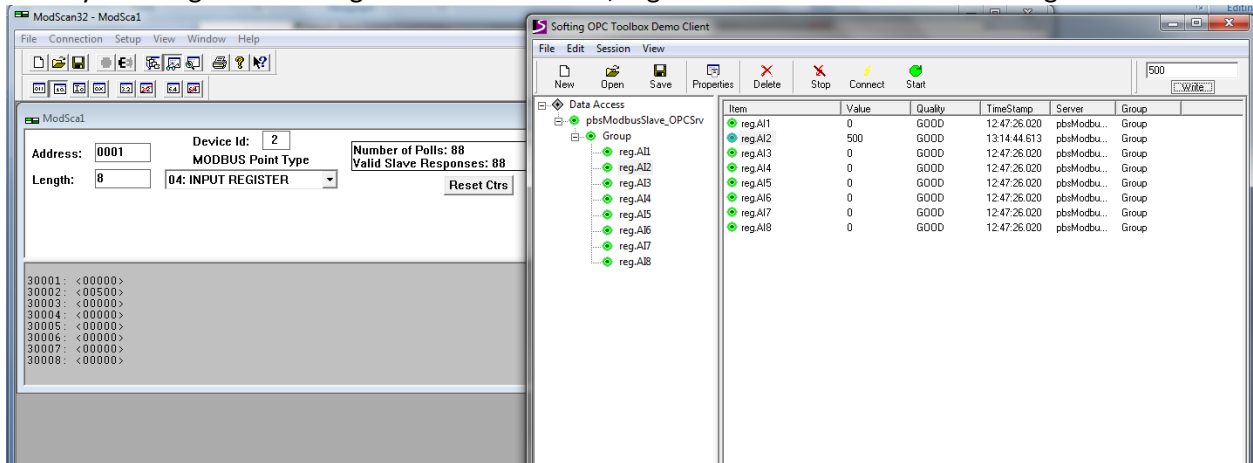 Editin
ModScan32 - ModSca1
File Connection Setup View Window Help
ModSca1
Address: 0001
Device Id: 2
MODBUS Point Type
Number of Polls: 88
Valid Slave Responses: 88
Length: 8
04: INPUT REGISTER
Reset Ctrs
30001: <00000>
30002: <00500>
30003: <00000>
30004: <00000>
30005: <00000>
30006: <00000>
30007: <00000>
30008: <00000>
Softing OPC Toolbox Demo Client
File Edit Session View
New Open Save Properties Delete Stop Connect Start
500
Write
Data Access
pbsModbusSlave_OPCSrv
Group
reg.AI1
reg.AI2
reg.AI3
reg.AI4
reg.AI5
reg.AI6
reg.AI7
reg.AI8
Item Value Quality TimeStamp Server Group
reg.AI1 0 GOOD 12:47:26.020 pbsModbu... Group
reg.AI2 500 GOOD 13:14:44.613 pbsModbu... Group
reg.AI3 0 GOOD 12:47:26.020 pbsModbu... Group
reg.AI4 0 GOOD 12:47:26.020 pbsModbu... Group
reg.AI5 0 GOOD 12:47:26.020 pbsModbu... Group
reg.AI6 0 GOOD 12:47:26.020 pbsModbu... Group
reg.AI7 0 GOOD 12:47:26.020 pbsModbu... Group
reg.AI8 0 GOOD 12:47:26.020 pbsModbu... Group